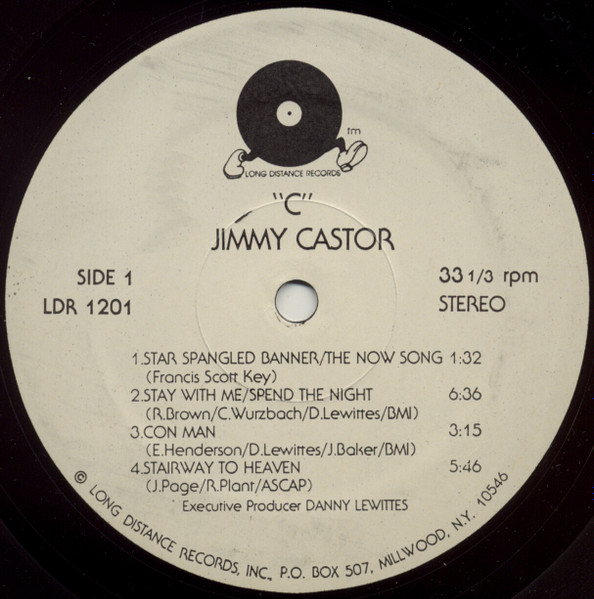 tm
LONG DISTANCE RECORDS
"C"
JIMMY CASTOR
SIDE 1
LDR 1201
33 1/3 rpm
STEREO
1.STAR SPANGLED BANNER/THE NOW SONG 1:32
(Francis Scott Key)
2.STAY WITH ME/SPEND THE NIGHT 6:36
(R.Brown/C.Wurzbach/D.Lewittes/BMI)
3.CON MAN 3:15
(E.Henderson/D.Lewittes/J.Baker/BMI)
4.STAIRWAY TO HEAVEN 5:46
(J.Page/R.Plant/ASCAP)
Executive Producer DANNY LEWITTES
© LONG DISTANCE RECORDS, INC., P.O. BOX 507, MILLWOOD, N.Y. 10546